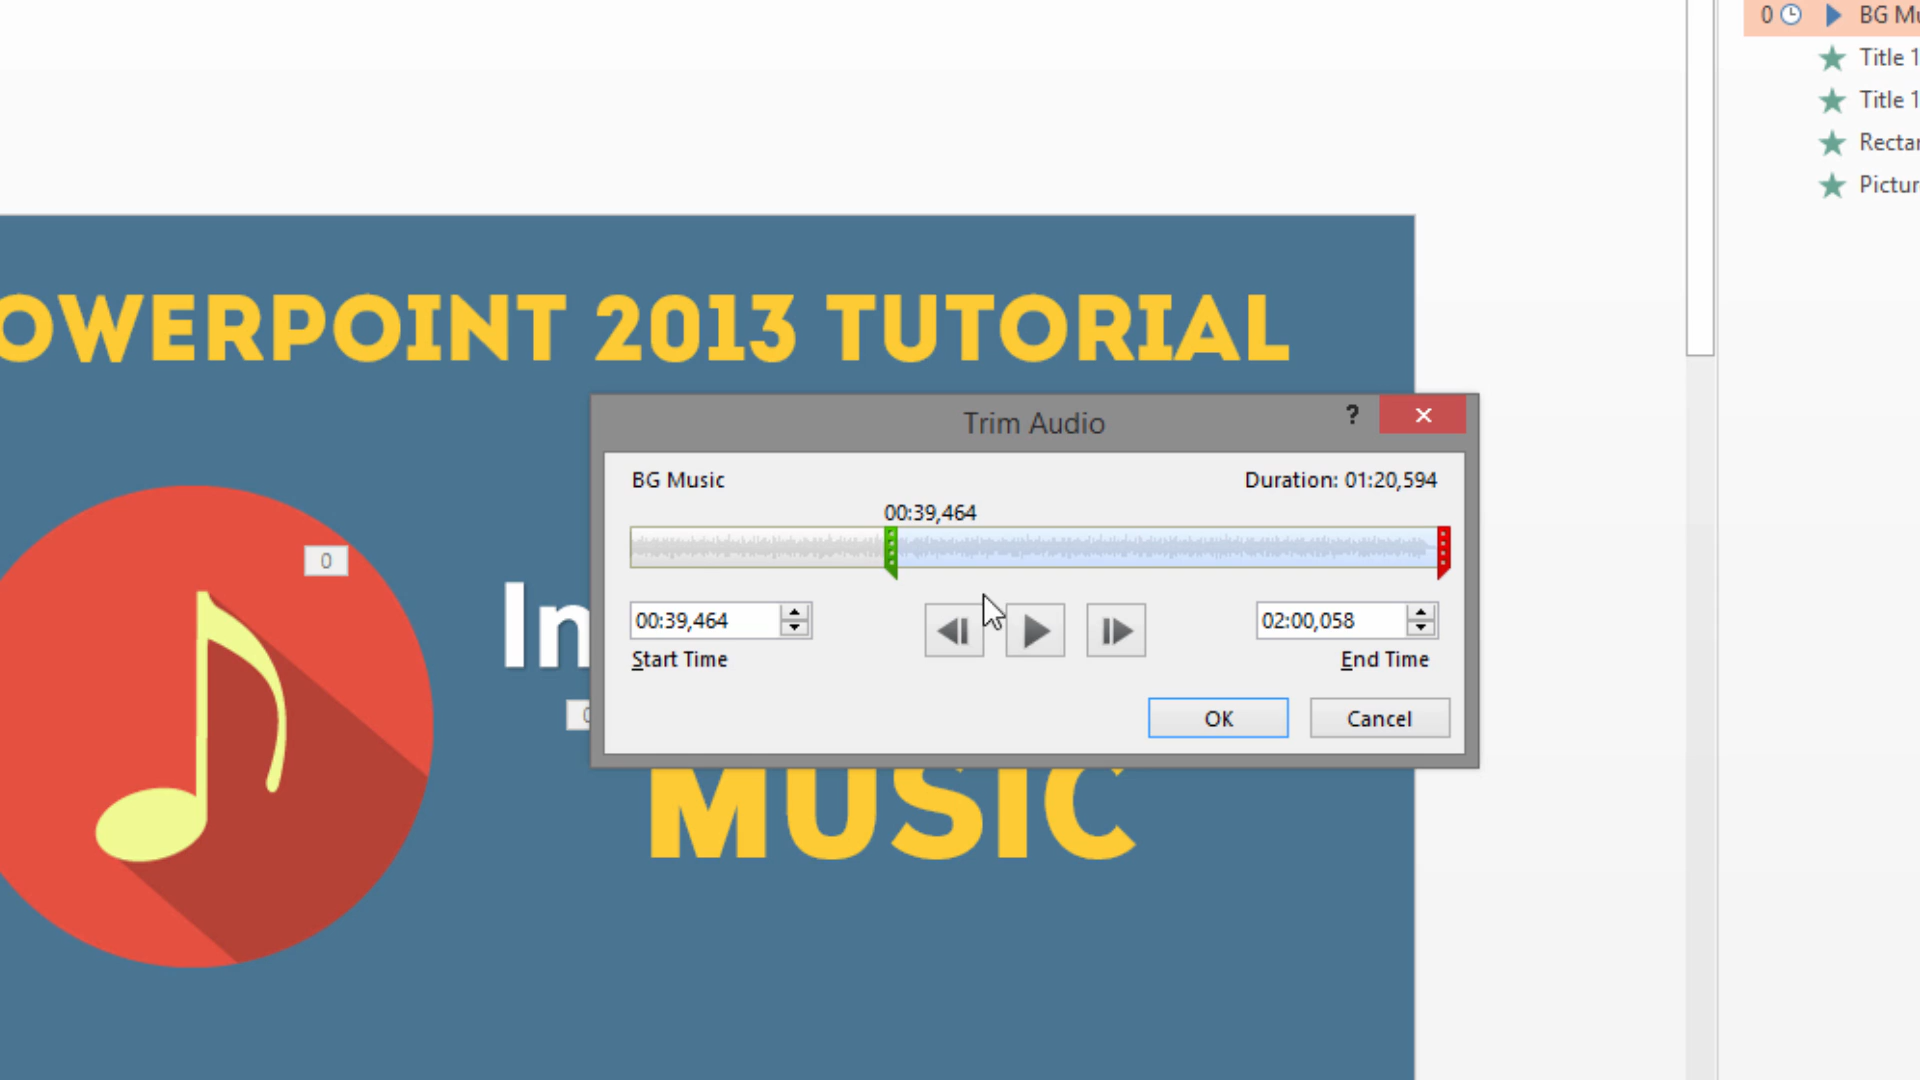 0 BG Mu
Title 1
Title 1
Rectar
Pictur
OWERPOINT 2013 TUTORIAL
Trim Audio ?
BG Music Duration: 01:20,594
00:39,464
0
In
00:39,464 02:00,058
Start Time End Time
OK Cancel
MUSIC